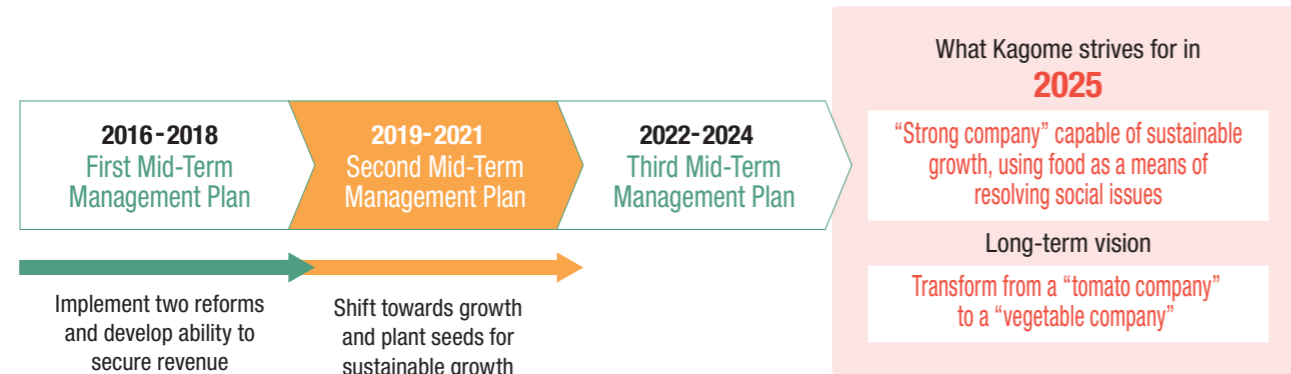 2016-2018
First Mid-Term
Management Plan
2019-2021
Second Mid-Term
Management Plan
2022-2024
Third Mid-Term
Management Plan
Implement two reforms
and develop ability to
secure revenue
Shift towards growth
and plant seeds for
sustainable growth
What Kagome strives for in
2025
“Strong company” capable of sustainable
growth, using food as a means of
resolving social issues
Long-term vision
Transform from a “tomato company”
to a “vegetable company”